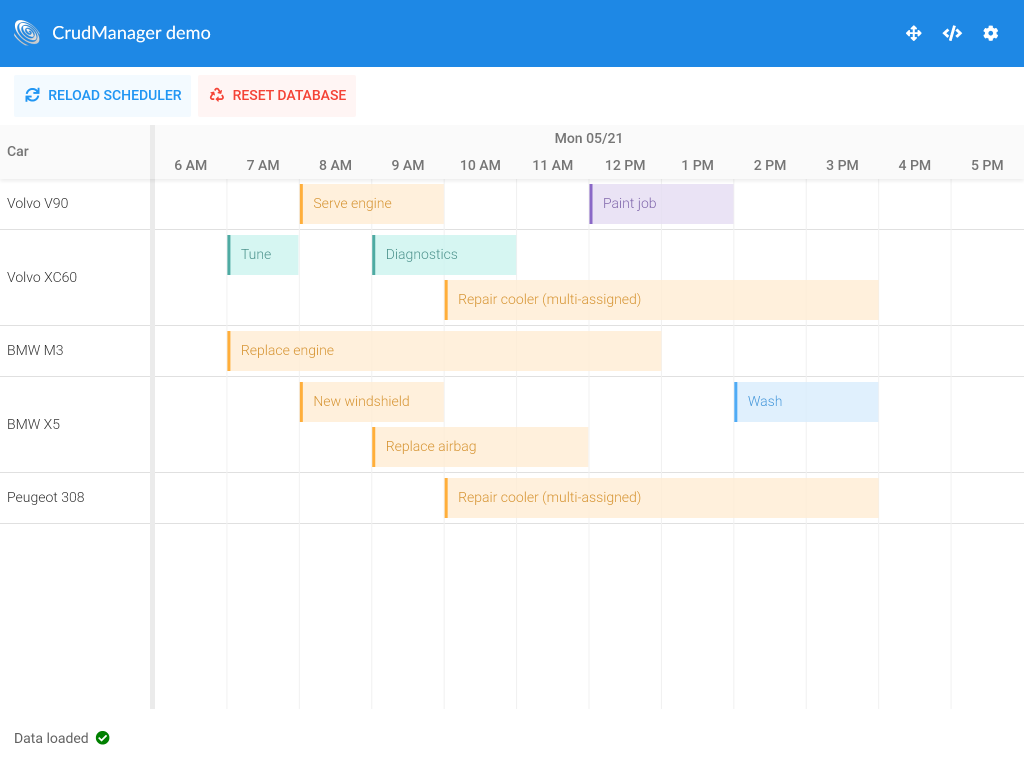 CrudManager demo
RELOAD SCHEDULER RESET DATABASE
Car
Mon 05/21
6 AM 7 AM 8 AM 9 AM 10 AM 11 AM 12 PM 1 PM 2 PM 3 PM 4 PM 5 PM
Volvo V90
Serve engine Paint job
Volvo XC60
Tune Diagnostics
Repair cooler (multi-assigned)
BMW M3
Replace engine
BMW X5
New windshield Wash
Replace airbag
Peugeot 308
Repair cooler (multi-assigned)
Data loaded